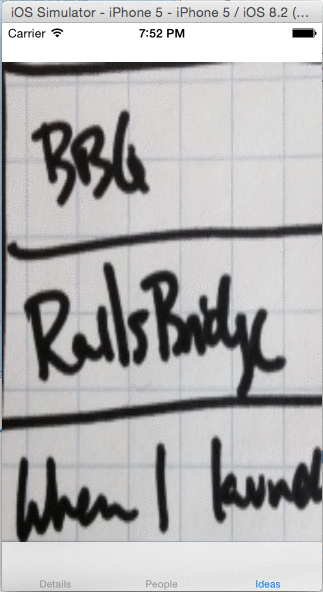 iOS Simulator - iPhone 5 - iPhone 5 / iOS 8.2 (...
Carrier 7:52 PM
BBQ
RailsBridge
When I launch
Details People Ideas